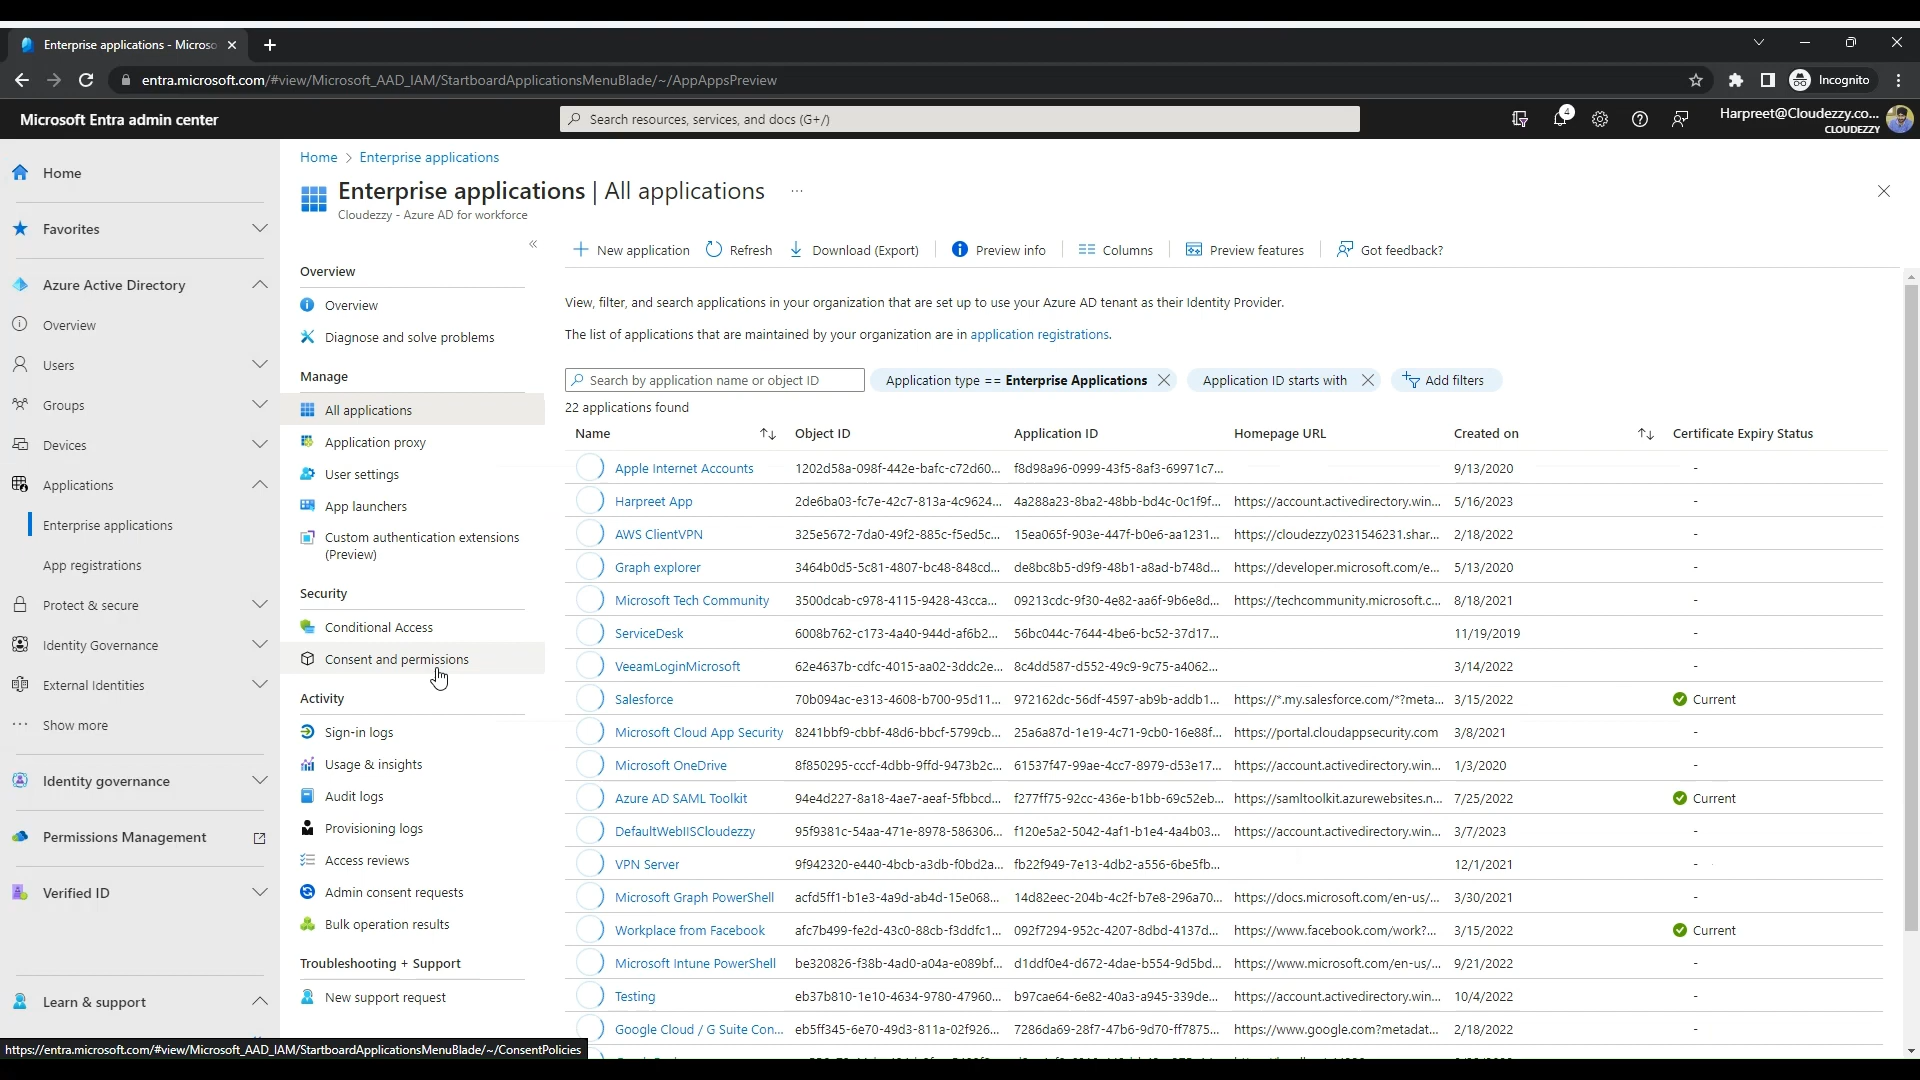 Enterprise applications - Microso
entra.microsoft.com/#view/Microsoft_AAD_IAM/StartboardApplicationsMenuBlade/~/AppAppsPreview
Incognito
Microsoft Entra admin center
Search resources, services, and docs (G+/)
4
Harpreet@Cloudezzy.co...
CLOUDEZZY
Home
Favorites
Azure Active Directory
Overview
Users
Groups
Devices
Applications
Enterprise applications
App registrations
Protect & secure
Identity Governance
External Identities
Show more
Identity governance
Permissions Management
Verified ID
Learn & support
Home > Enterprise applications
Enterprise applications | All applications
Cloudezzy - Azure AD for workforce
Overview
Overview
Diagnose and solve problems
Manage
All applications
Application proxy
User settings
App launchers
Custom authentication extensions
(Preview)
Security
Conditional Access
Consent and permissions
Activity
Sign-in logs
Usage & insights
Audit logs
Provisioning logs
Access reviews
Admin consent requests
Bulk operation results
Troubleshooting + Support
New support request
New application Refresh Download (Export) Preview info Columns Preview features Got feedback?
View, filter, and search applications in your organization that are set up to use your Azure AD tenant as their Identity Provider.
The list of applications that are maintained by your organization are in application registrations.
Search by application name or object ID Application type == Enterprise Applications Application ID starts with Add filters
22 applications found
Name Object ID Application ID Homepage URL Created on Certificate Expiry Status
Apple Internet Accounts 1202d58a-098f-442e-bafc-c72d60... f8d98a96-0999-43f5-8af3-69971c7... 9/13/2020 -
Harpreet App 2de6ba03-fc7e-42c7-813a-4c9624... 4a288a23-8ba2-48bb-bd4c-0c1f9f... https://account.activedirectory.win... 5/16/2023 -
AWS ClientVPN 325e5672-7da0-49f2-885c-f5ed5c... 15ea065f-903e-447f-b0e6-aa1231... https://cloudezzy0231546231.shar... 2/18/2022 -
Graph explorer 3464b0d5-5c81-4807-bc48-848cd... de8bc8b5-d9f9-48b1-a8ad-b748d... https://developer.microsoft.com/e... 5/13/2020 -
Microsoft Tech Community 3500dcab-c978-4115-9428-43cca... 09213cdc-9f30-4e82-aa6f-9b6e8d... https://techcommunity.microsoft.c... 8/18/2021 -
ServiceDesk 6008b762-c173-4a40-944d-af6b2... 56bc044c-7644-4be6-bc52-37d17... 11/19/2019 -
VeeamLoginMicrosoft 62e4637b-cdfc-4015-aa02-3ddc2e... 8c4dd587-d552-49c9-9c75-a4062... 3/14/2022 -
Salesforce 70b094ac-e313-4608-b700-95d11... 972162dc-56df-4597-ab9b-addb1... https://*.my.salesforce.com/*?meta... 3/15/2022 Current
Microsoft Cloud App Security 8241bbf9-cbbf-48d6-bbcf-5799cb... 25a6a87d-1e19-4c71-9cb0-16e88f... https://portal.cloudappsecurity.com 3/8/2021 -
Microsoft OneDrive 8f850295-cccf-4dbb-9ffd-9473b2c... 61537f47-99ae-4cc7-8979-d53e17... https://account.activedirectory.win... 1/3/2020 -
Azure AD SAML Toolkit 94e4d227-8a18-4ae7-aeaf-5fbbcd... f277ff75-92cc-436e-b1bb-69c52eb... https://samltoolkit.azurewebsites.n... 7/25/2022 Current
DefaultWebIISCloudezzy 95f9381c-54aa-471e-8978-586306... f120e5a2-5042-4af1-b1e4-4a4b03... https://account.activedirectory.win... 3/7/2023 -
VPN Server 9f942320-e440-4bcb-a3db-f0bd2a... fb22f949-7e13-4db2-a556-6be5fb... 12/1/2021 -
Microsoft Graph PowerShell acfd5ff1-b1e3-4a9d-ab4d-15e068... 14d82eec-204b-4c2f-b7e8-296a70... https://docs.microsoft.com/en-us/... 3/30/2021 -
Workplace from Facebook afc7b499-fe2d-43c0-88cb-f3ddfc1... 092f7294-952c-4207-8dbd-4137d... https://www.facebook.com/work?... 3/15/2022 Current
Microsoft Intune PowerShell be320826-f38b-4ad0-a04a-e089bf... d1ddf0e4-d672-4dae-b554-9d5bd... https://www.microsoft.com/en-us/... 9/21/2022 -
Testing eb37b810-1e10-4634-9780-47960... b97cae64-6e82-40a3-a945-339de... https://account.activedirectory.win... 10/4/2022 -
Google Cloud / G Suite Con... eb5ff345-6e70-49d3-811a-02f926... 7286da69-28f7-47b6-9d70-ff7875... https://www.google.com?metadat... 2/18/2022 -
https://entra.microsoft.com/#view/Microsoft_AAD_IAM/StartboardApplicationsMenuBlade/~/ConsentPolicies